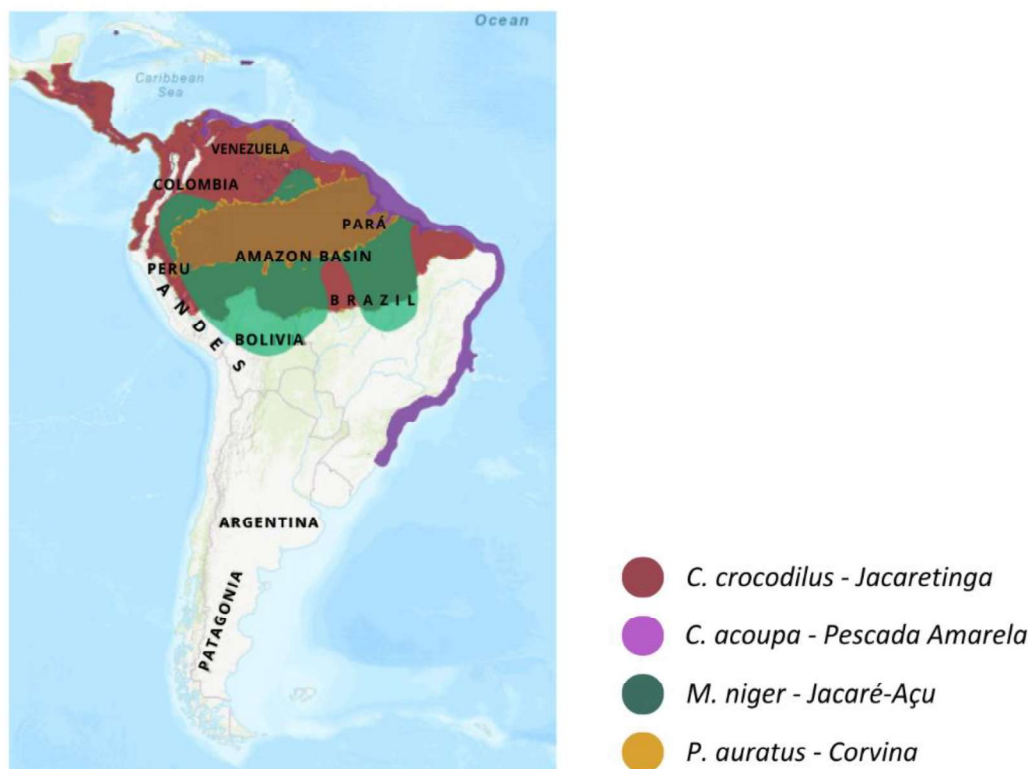 Ocean
Caribbean
Sea
VENEZUELA
COLOMBIA
PARÁ
AMAZON BASIN
PERU
BRAZIL
ANDES
BOLIVIA
ARGENTINA
PATAGONIA
C. crocodilus - Jacaretinga
C. acoupa - Pescada Amarela
M. niger - Jacaré-Açu
P. auratus - Corvina